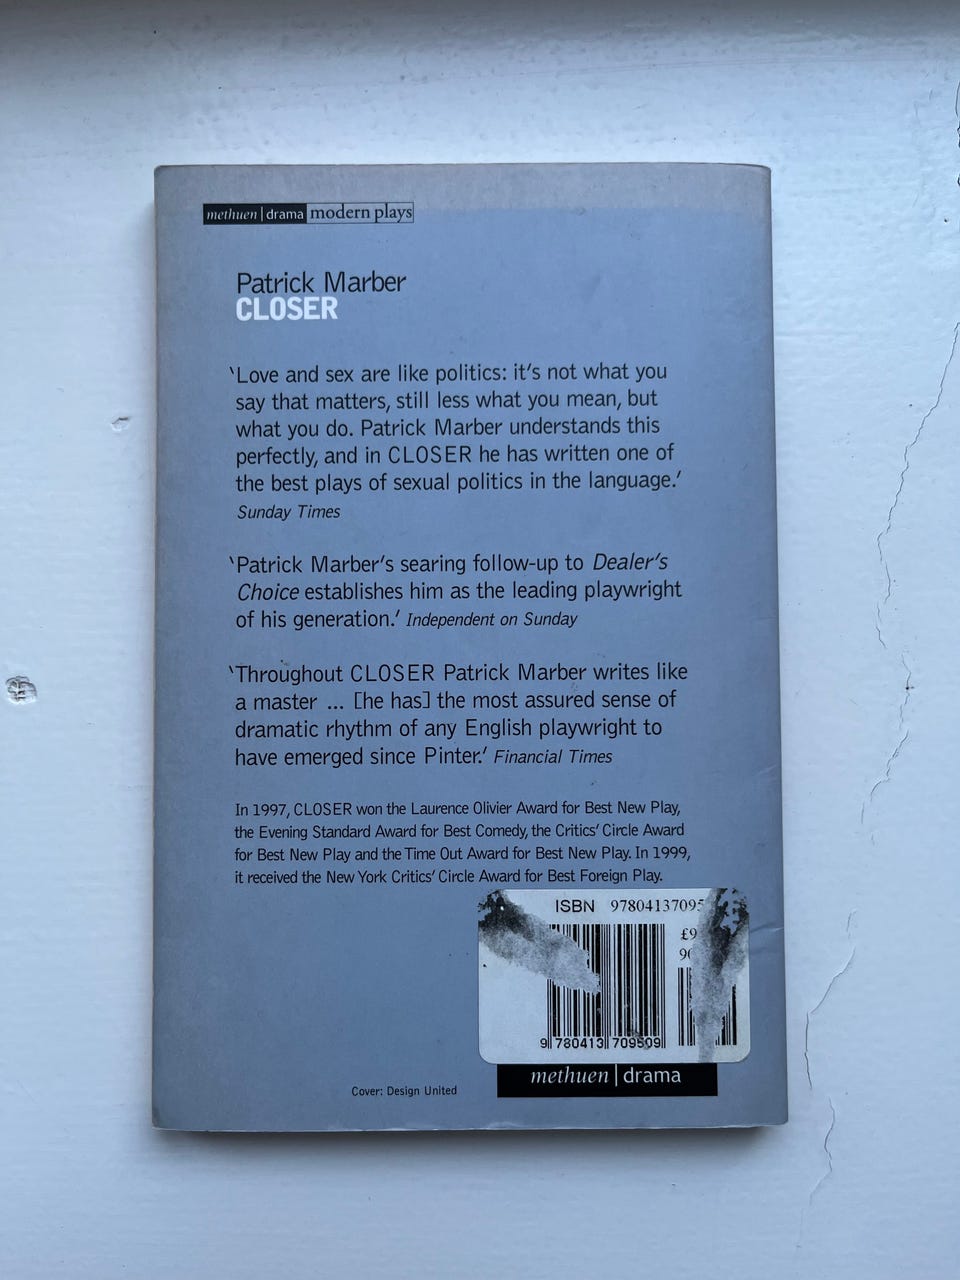 methuen | drama modern plays
Patrick Marber
CLOSER
‘Love and sex are like politics: it’s not what you
say that matters, still less what you mean, but
what you do. Patrick Marber understands this
perfectly, and in CLOSER he has written one of
the best plays of sexual politics in the language.’
Sunday Times
‘Patrick Marber’s searing follow-up to Dealer’s
Choice establishes him as the leading playwright
of his generation.’ Independent on Sunday
‘Throughout CLOSER Patrick Marber writes like
a master ... [he has] the most assured sense of
dramatic rhythm of any English playwright to
have emerged since Pinter.’ Financial Times
In 1997, CLOSER won the Laurence Olivier Award for Best New Play,
the Evening Standard Award for Best Comedy, the Critics’ Circle Award
for Best New Play and the Time Out Award for Best New Play. In 1999,
it received the New York Critics’ Circle Award for Best Foreign Play.
ISBN 97804137095
£9
9 780413 709509
methuen | drama
Cover: Design United